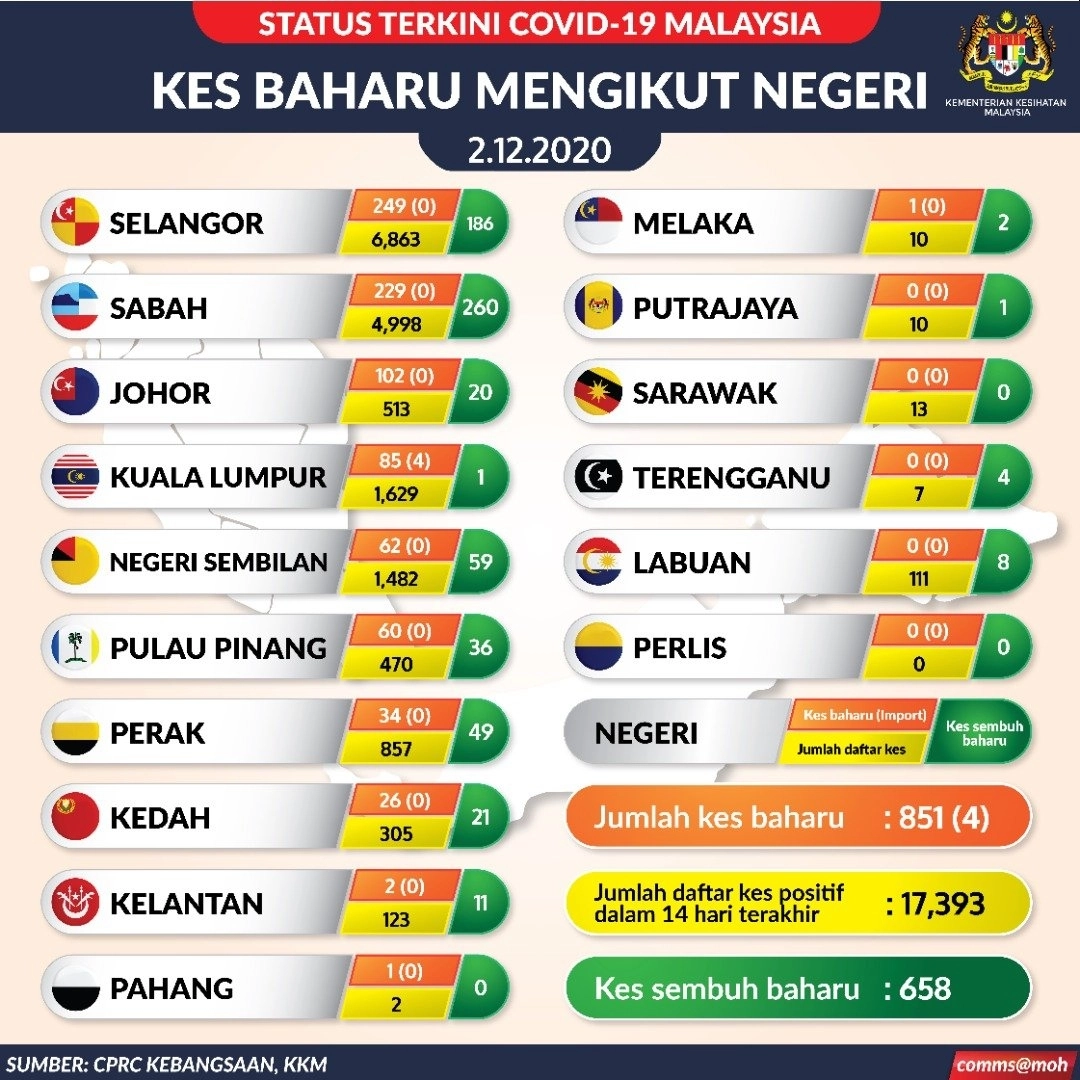 STATUS TERKINI COVID-19 MALAYSIA
KES BAHARU MENGIKUT NEGERI
KEMENTERIAN KESIHATAN
MALAYSIA
2.12.2020
SELANGOR
249 (0)
6,863
186
SABAH
229 (0)
4,998
260
JOHOR
102 (0)
513
20
KUALA LUMPUR
85 (4)
1,629
1
NEGERI SEMBILAN
62 (0)
1,482
59
PULAU PINANG
60 (0)
470
36
PERAK
34 (0)
857
49
KEDAH
26 (0)
305
21
KELANTAN
2 (0)
123
11
PAHANG
1 (0)
2
0
MELAKA
1 (0)
10
2
PUTRAJAYA
0 (0)
10
1
SARAWAK
0 (0)
13
0
TERENGGANU
0 (0)
7
4
LABUAN
0 (0)
111
8
PERLIS
0 (0)
0
0
NEGERI
Kes baharu (Import)
Jumlah daftar kes
Kes sembuh
baharu
Jumlah kes baharu : 851 (4)
Jumlah daftar kes positif
dalam 14 hari terakhir : 17,393
Kes sembuh baharu : 658
SUMBER: CPRC KEBANGSAAN, KKM
comms@moh